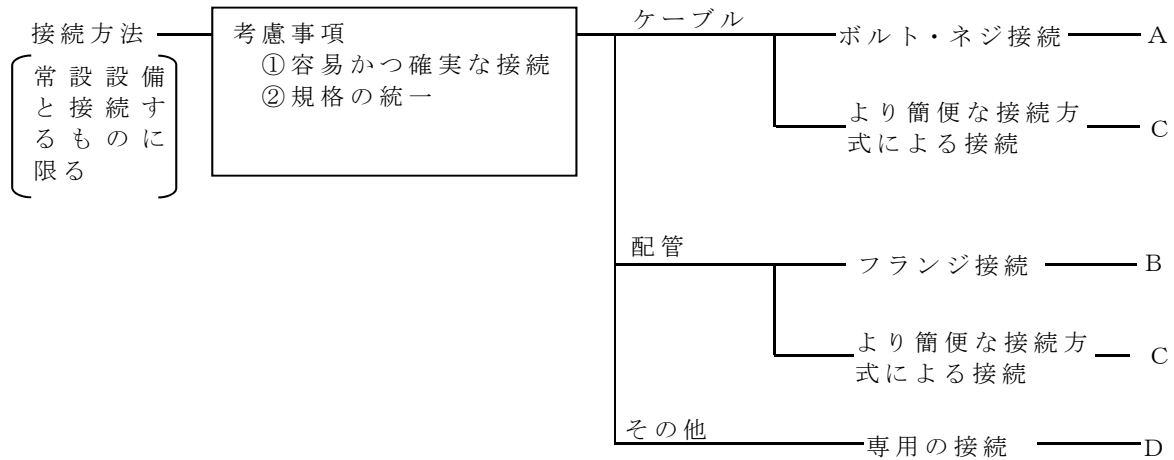 接続方法
常設設備
と接続す
るものに
限る
考慮事項
①容易かつ確実な接続
②規格の統一
ケーブル
ボルト・ネジ接続
A
より簡便な接続方
式による接続
C
配管
フランジ接続
B
より簡便な接続方
式による接続
C
その他
専用の接続
D